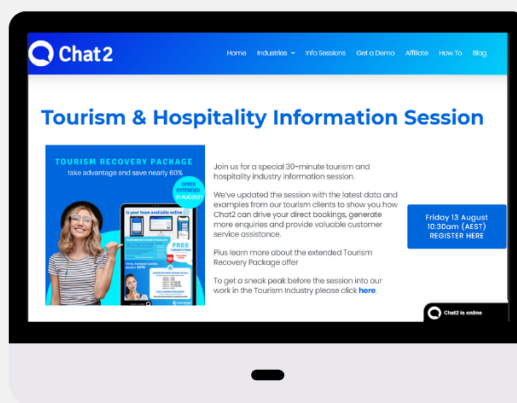 Chat2
Home Industries Info Sessions Get a Demo Affiliate How To Blog
Tourism & Hospitality Information Session
TOURISM RECOVERY PACKAGE
take advantage and save nearly 60%
OFFER
EXTENDED
Is your team available online
FREE
Join us for a special 30-minute tourism and
hospitality industry information session.
We've updated the session with the latest data and
examples from our tourism clients to show you how
Chat2 can drive your direct bookings, generate
more enquiries and provide valuable customer
service assistance.
Plus learn more about the extended Tourism
Recovery Package offer
To get a sneak peak before the session into our
work in the Tourism Industry please click here.
Friday 13 August
10:30am (AEST)
REGISTER HERE
Chat2 is online